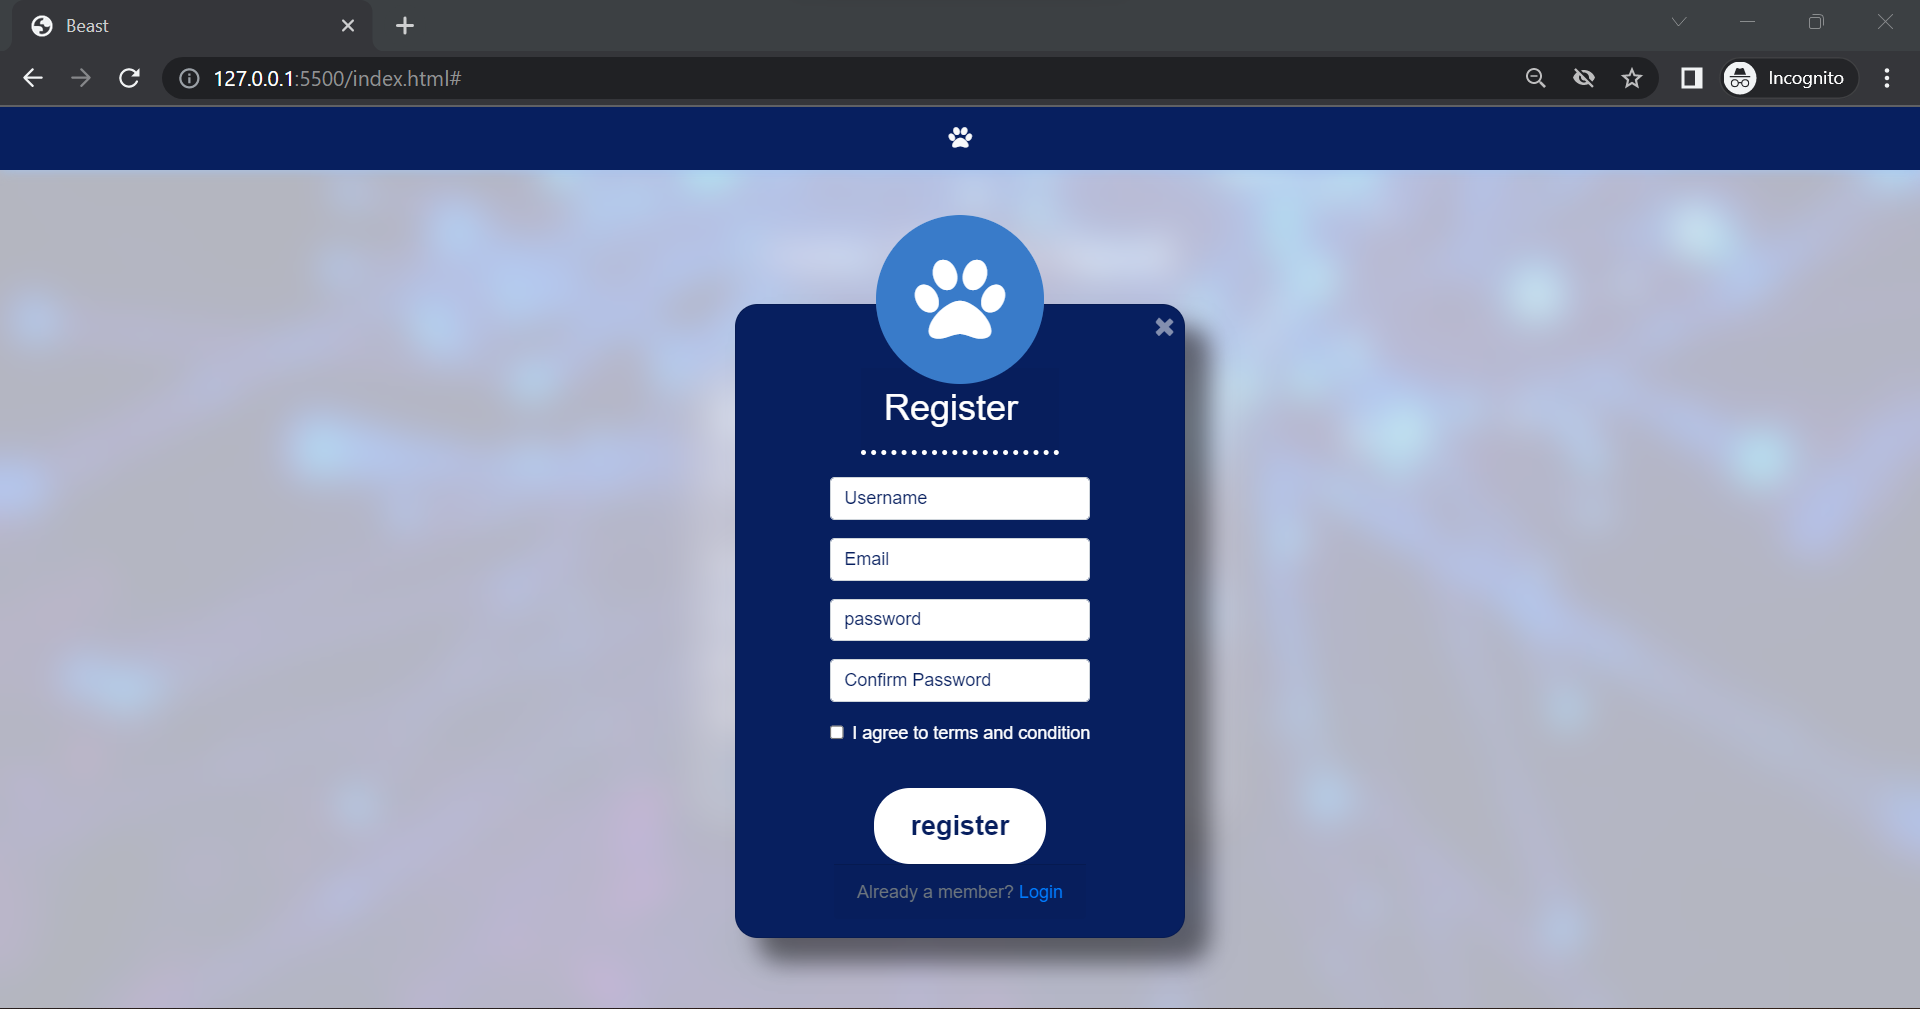 Beast
127.0.0.1:5500/index.html#
Incognito
Register
Username
Email
password
Confirm Password
I agree to terms and condition
register
Already a member? Login